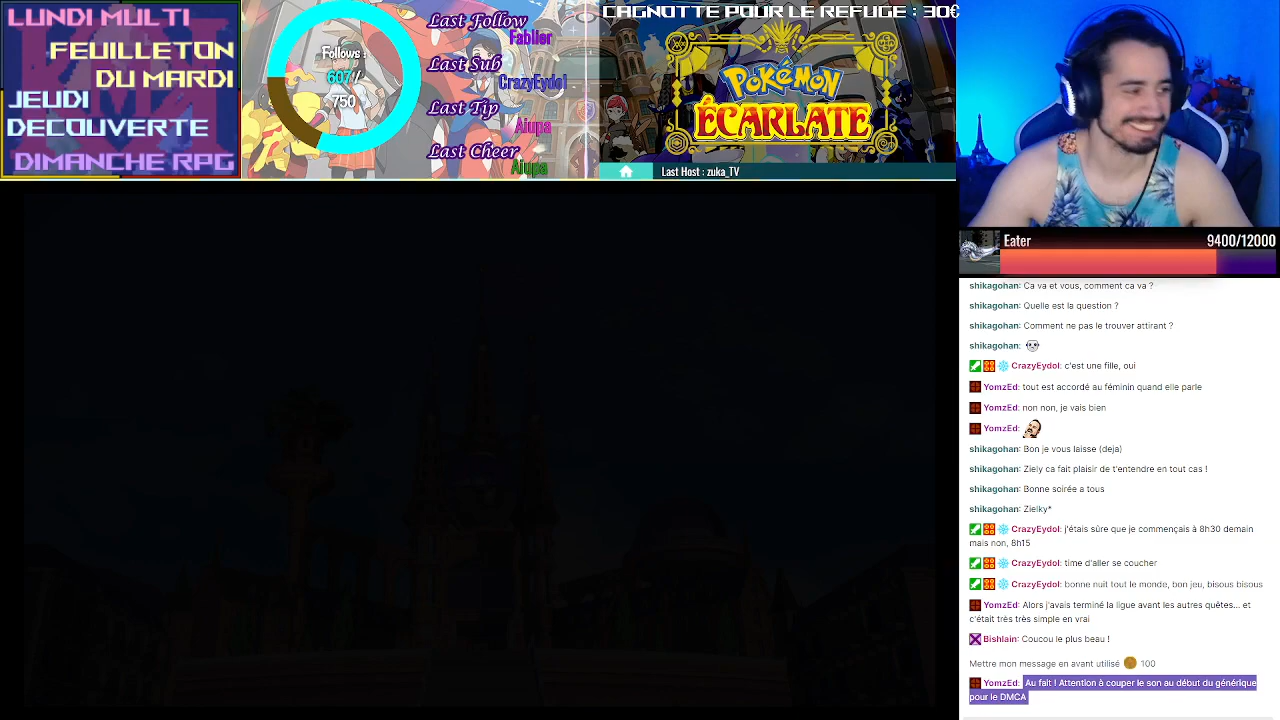 LUNDI MULTI
FEUILLETON
DU MARDI
JEUDI
DECOUVERTE
DIMANCHE RPG
Follows :
607/
750
Last Follow
Fablier
Last Sub
CrazyEydol
Last Tip
Aiupa
Last Cheer
Aiupa
CAGNOTTE POUR LE REFUGE : 30€
POKÉMON
ÉCARLATE
Last Host : zuka_TV
Eater 9400/12000
shikagohan: Ca va et vous, comment ca va ?
shikagohan: Quelle est la question ?
shikagohan: Comment ne pas le trouver attirant ?
shikagohan:
CrazyEydol: c'est une fille, oui
YomzEd: tout est accordé au féminin quand elle parle
YomzEd: non non, je vais bien
YomzEd:
shikagohan: Bon je vous laisse (deja)
shikagohan: Ziely ca fait plaisir de t'entendre en tout cas !
shikagohan: Bonne soirée a tous
shikagohan: Zielky*
CrazyEydol: j'étais sûre que je commençais à 8h30 demain
mais non, 8h15
CrazyEydol: time d'aller se coucher
CrazyEydol: bonne nuit tout le monde, bon jeu, bisous bisous
YomzEd: Alors j'avais terminé la ligue avant les autres quêtes... et
c'était très très simple en vrai
Bishlain: Coucou le plus beau !
Mettre mon message en avant utilisé 100
YomzEd: Au fait ! Attention à couper le son au début du générique
pour le DMCA